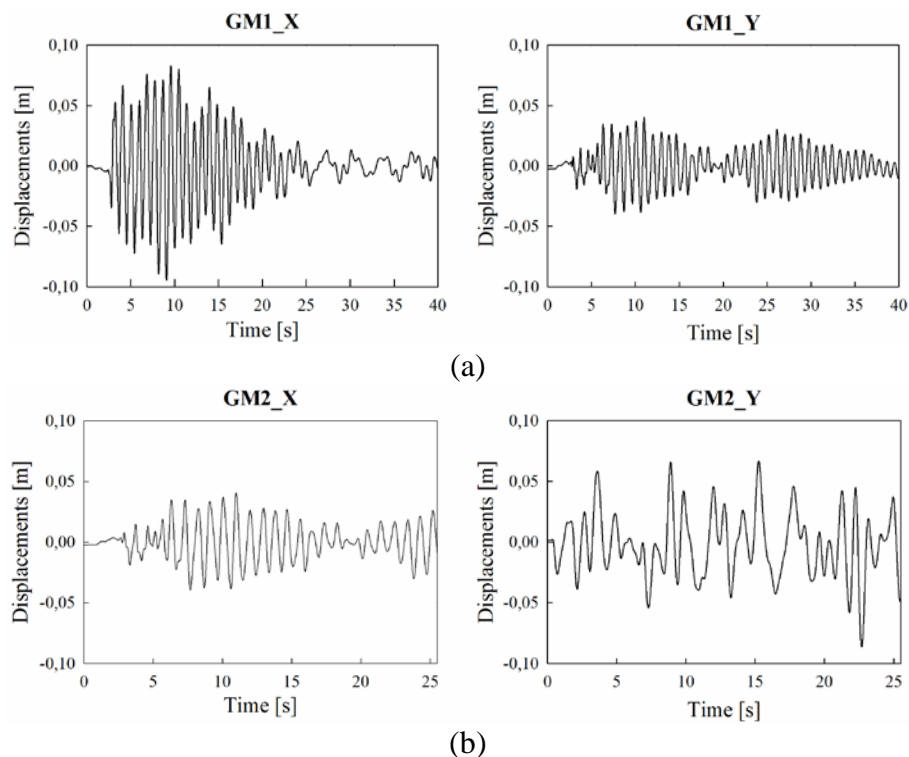 GM1_X
GM1_Y
0,10
0,05
0,00
-0,05
-0,10
Displacements [m]
0 5 10 15 20 25 30 35 40
Time [s]
0,10
0,05
0,00
-0,05
-0,10
Displacements [m]
0 5 10 15 20 25 30 35 40
Time [s]
(a)
GM2_X
GM2_Y
0,10
0,05
0,00
-0,05
-0,10
Displacements [m]
0 5 10 15 20 25
Time [s]
0,10
0,05
0,00
-0,05
-0,10
Displacements [m]
0 5 10 15 20 25
Time [s]
(b)